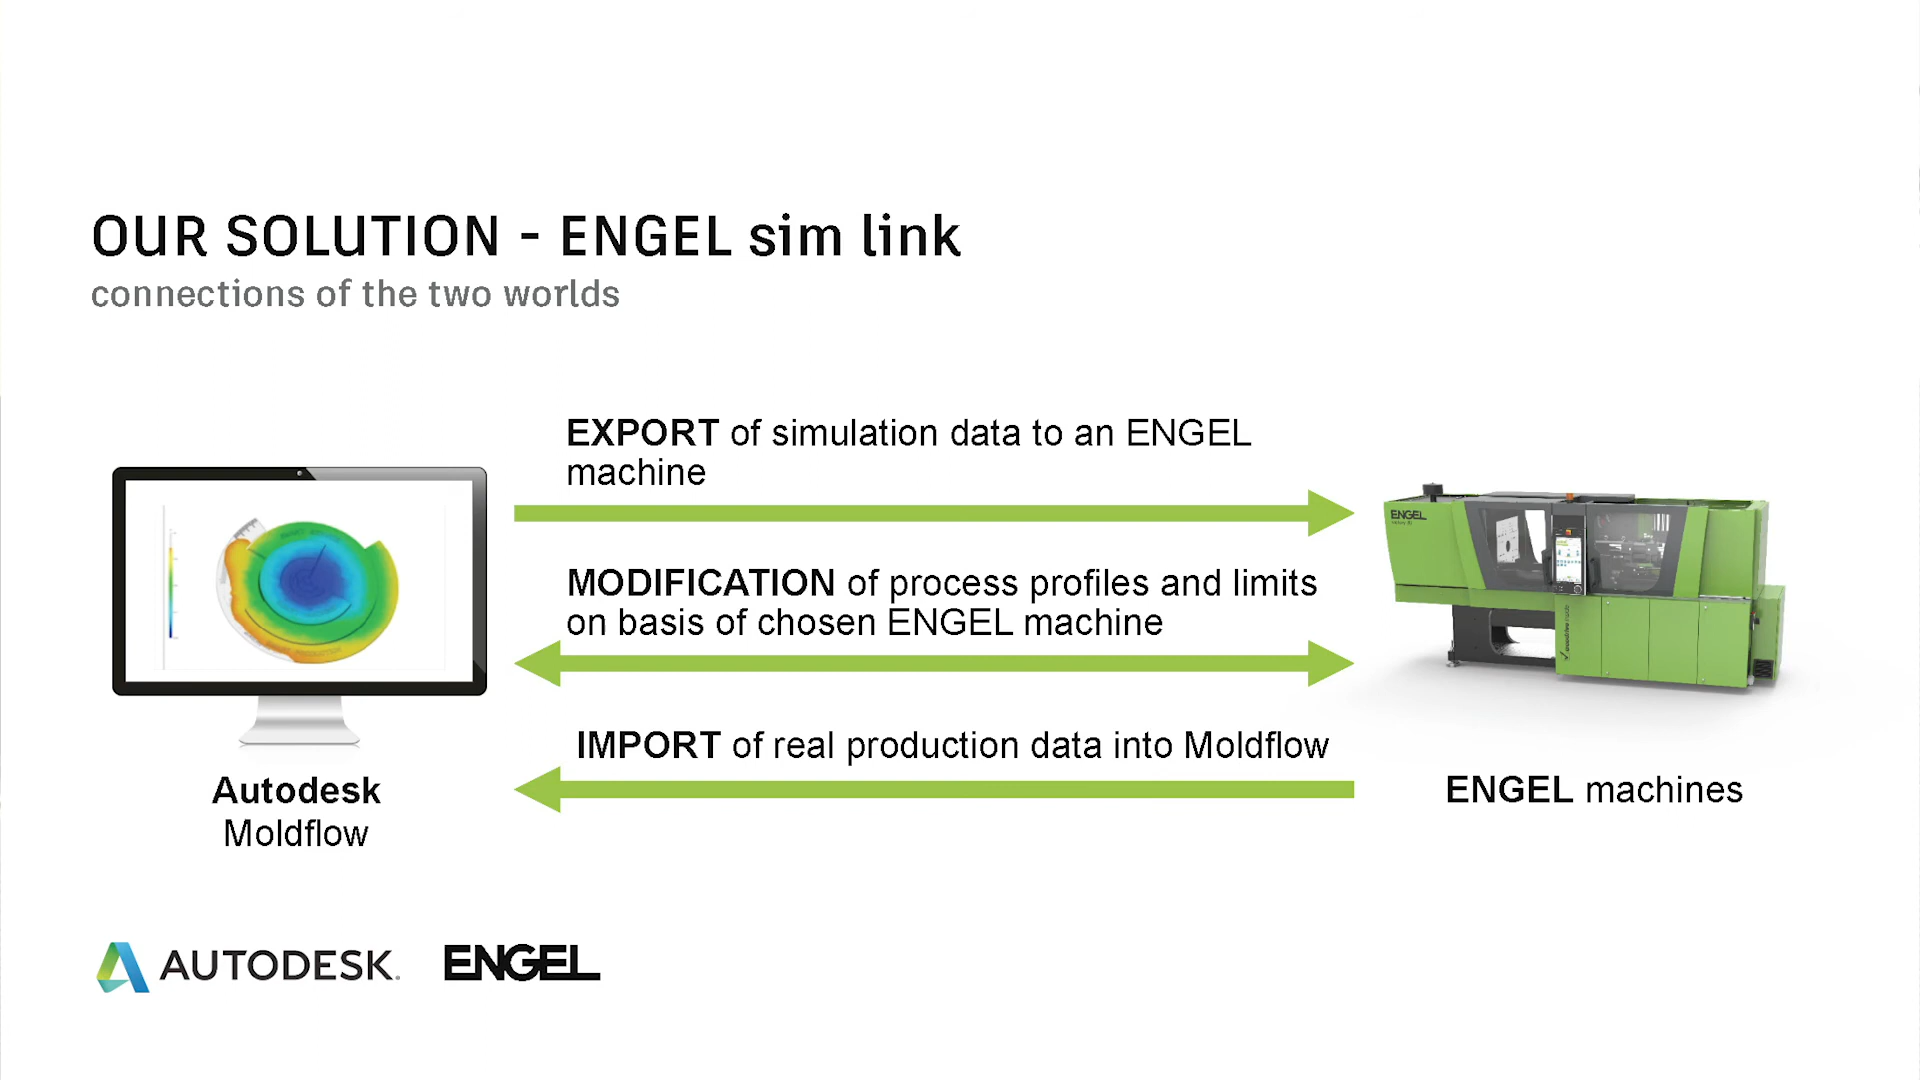 OUR SOLUTION - ENGEL sim link
connections of the two worlds
EXPORT of simulation data to an ENGEL
machine
MODIFICATION of process profiles and limits
on basis of chosen ENGEL machine
IMPORT of real production data into Moldflow
Autodesk
Moldflow
ENGEL
ENGEL machines
AUTODESK.
ENGEL